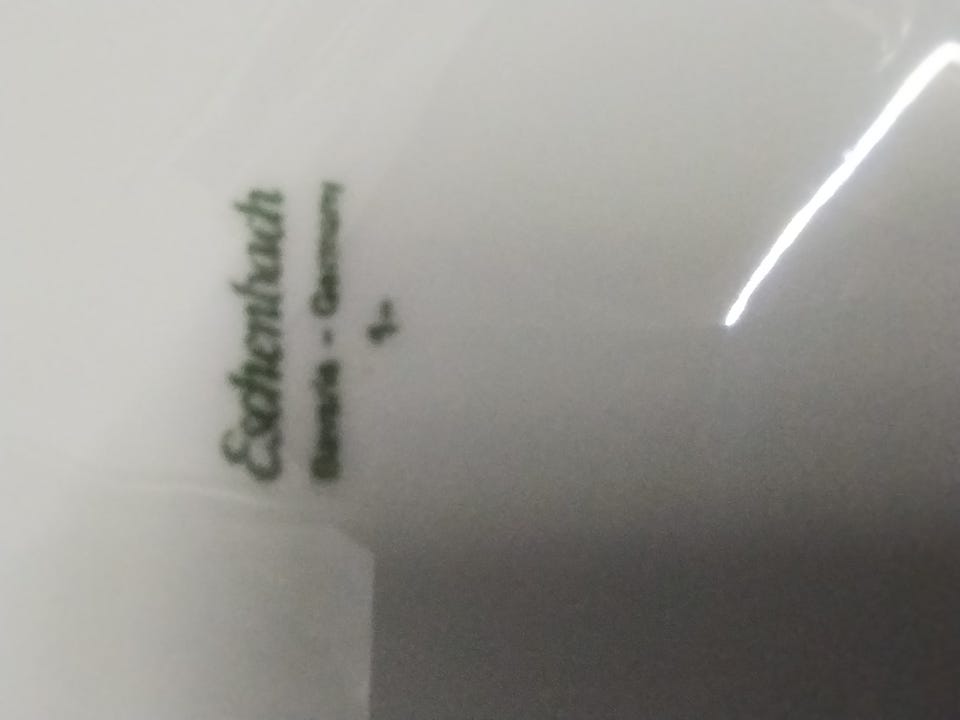 Eschenbach
Bavaria - Germany